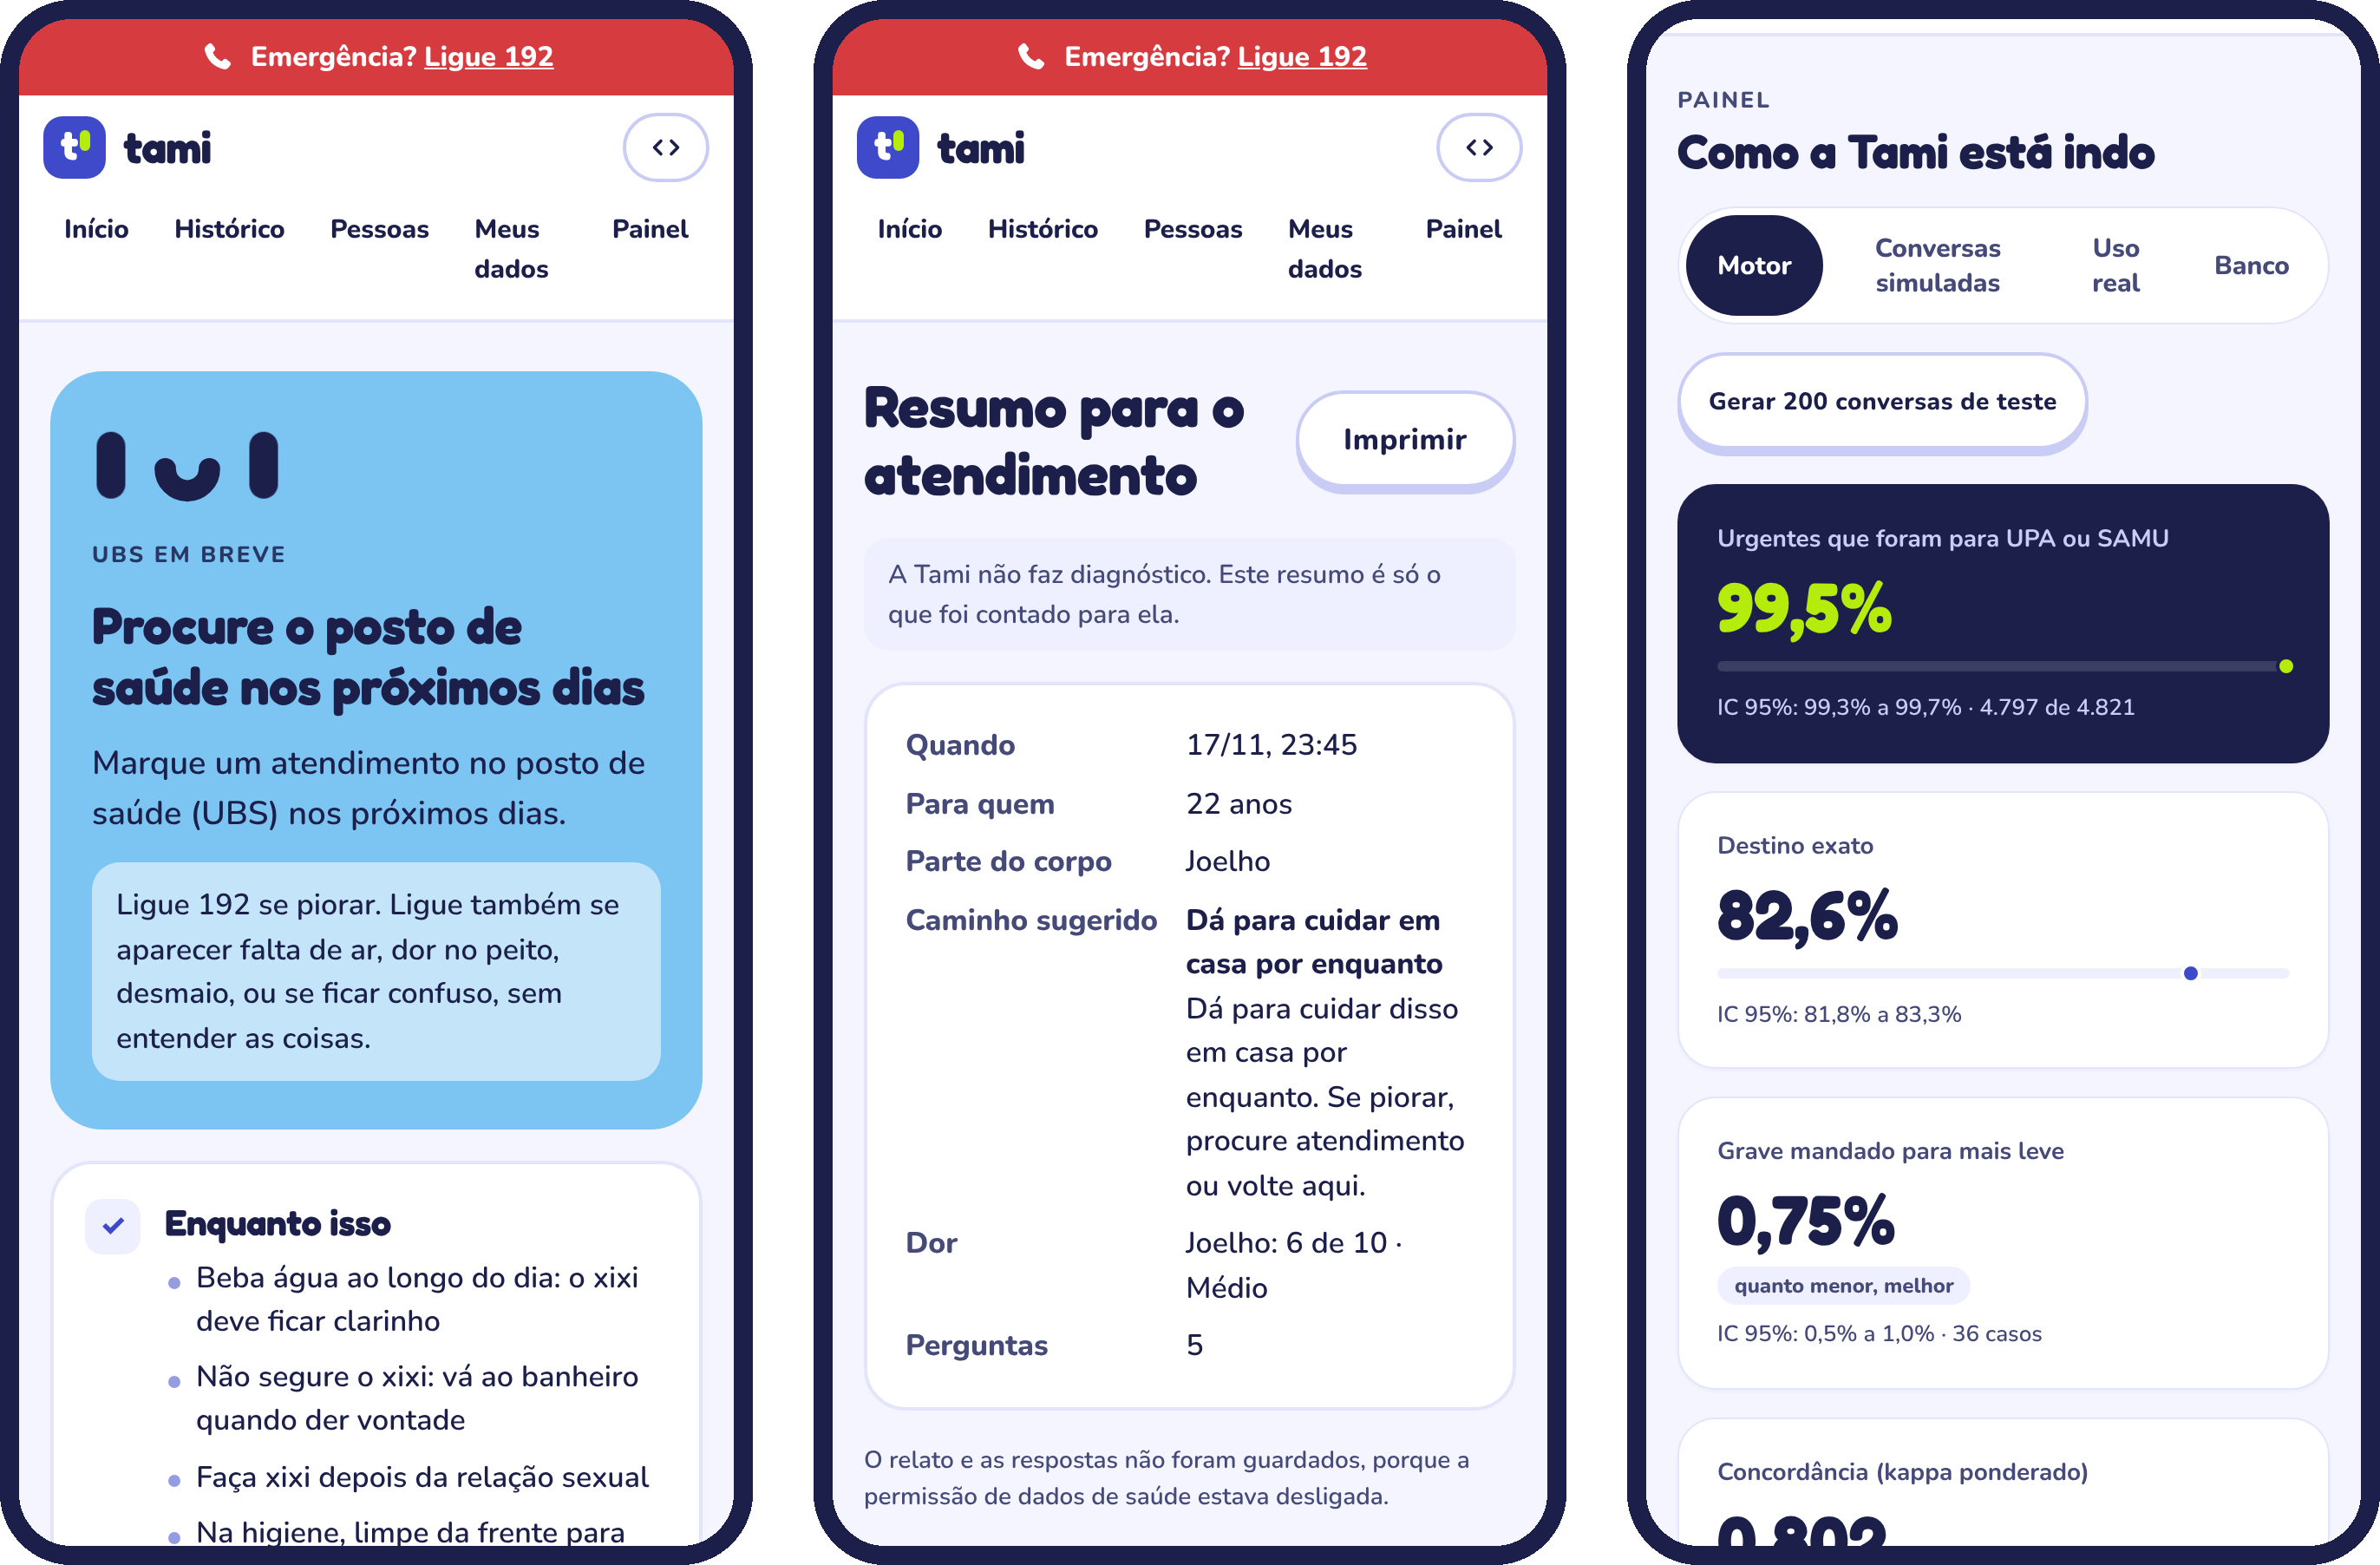 Emergência? Ligue 192
tami
Início
Histórico
Pessoas
Meus
dados
Painel
UBS EM BREVE
Procure o posto de
saúde nos próximos dias
Marque um atendimento no posto de
saúde (UBS) nos próximos dias.
Ligue 192 se piorar. Ligue também se
aparecer falta de ar, dor no peito,
desmaio, ou se ficar confuso, sem
entender as coisas.
Enquanto isso
Beba água ao longo do dia: o xixi
deve ficar clarinho
Não segure o xixi: vá ao banheiro
quando der vontade
Faça xixi depois da relação sexual
Na higiene, limpe da frente para
Emergência? Ligue 192
tami
Início
Histórico
Pessoas
Meus
dados
Painel
Resumo para o
atendimento
Imprimir
A Tami não faz diagnóstico. Este resumo é só o
que foi contado para ela.
Quando 17/11, 23:45
Para quem 22 anos
Parte do corpo Joelho
Caminho sugerido Dá para cuidar em
casa por enquanto
Dá para cuidar disso
em casa por
enquanto. Se piorar,
procure atendimento
ou volte aqui.
Dor Joelho: 6 de 10 ·
Médio
Perguntas 5
O relato e as respostas não foram guardados, porque a
permissão de dados de saúde estava desligada.
PAINEL
Como a Tami está indo
Motor
Conversas
simuladas
Uso
real
Banco
Gerar 200 conversas de teste
Urgentes que foram para UPA ou SAMU
99,5%
IC 95%: 99,3% a 99,7% · 4.797 de 4.821
Destino exato
82,6%
IC 95%: 81,8% a 83,3%
Grave mandado para mais leve
0,75%
quanto menor, melhor
IC 95%: 0,5% a 1,0% · 36 casos
Concordância (kappa ponderado)
0,802